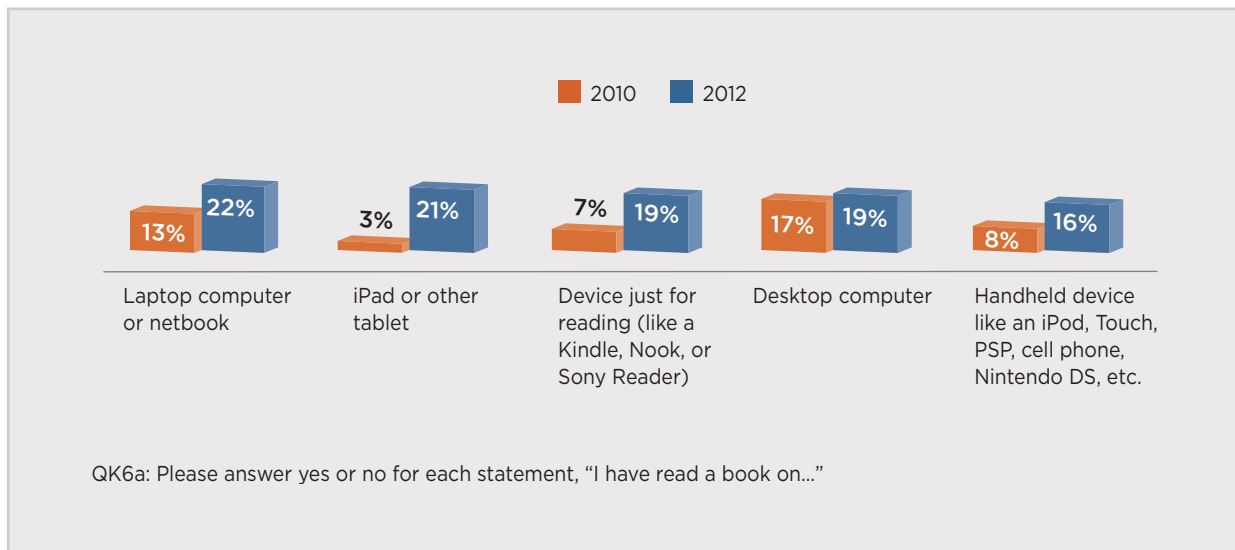 2010 2012
13% 22% 3% 21% 7% 19% 17% 19% 8% 16%
Laptop computer
or netbook
iPad or other
tablet
Device just for
reading (like a
Kindle, Nook, or
Sony Reader)
Desktop computer
Handheld device
like an iPod, Touch,
PSP, cell phone,
Nintendo DS, etc.
QK6a: Please answer yes or no for each statement, “I have read a book on...”